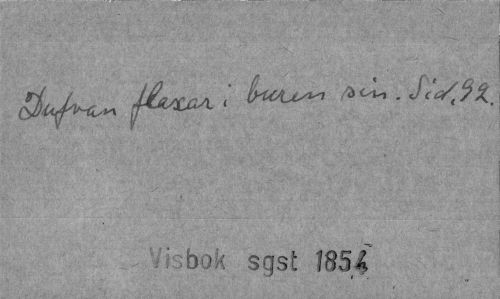 Dufvan flaxar i buren sin. Sid. 92.
Visbok sgst 1854